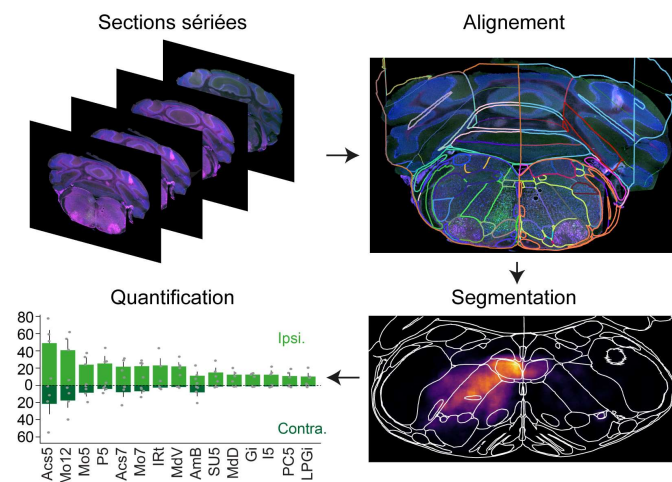 Sections sériées
Alignement
Quantification
Segmentation
80
60
40
20
0
20
40
60
Ipsi.
Contra.
Acs5
Mo12
Mo5
P5
Acs7
Mo7
IRt
MdV
AmB
SU5
MdD
Gi
I5
PC5
LPGi